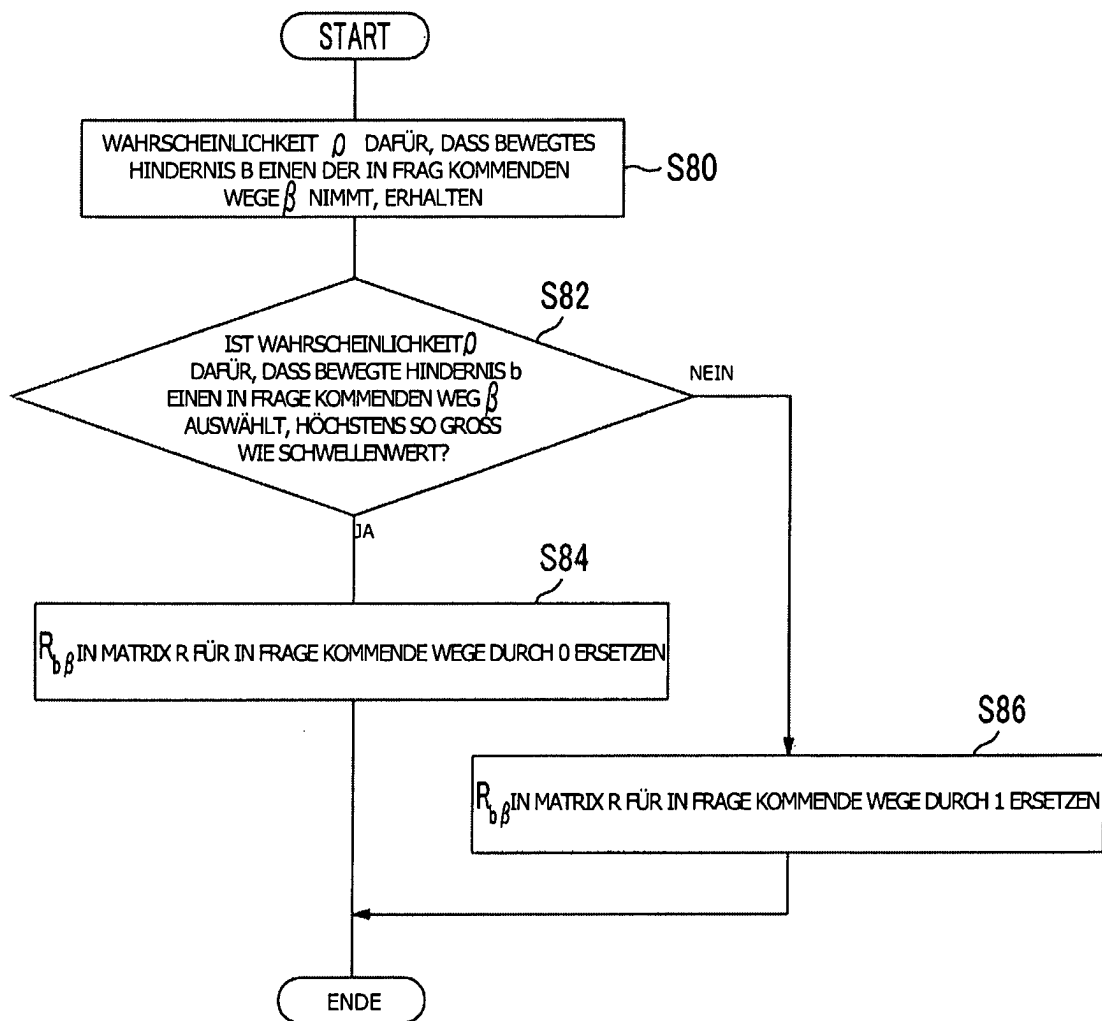 START
WAHRSCHEINLICHKEIT ρ DAFÜR, DASS BEWEGTES
HINDERNIS B EINEN DER IN FRAG KOMMENDEN
WEGE β NIMMT, ERHALTEN
S80
S82
IST WAHRSCHEINLICHKEIT ρ
DAFÜR, DASS BEWEGTE HINDERNIS b
EINEN IN FRAGE KOMMENDEN WEG β
AUSWÄHLT, HÖCHSTENS SO GROSS
WIE SCHWELLENWERT?
NEIN
JA
S84
R_bβ IN MATRIX R FÜR IN FRAGE KOMMENDE WEGE DURCH 0 ERSETZEN
S86
R_bβ IN MATRIX R FÜR IN FRAGE KOMMENDE WEGE DURCH 1 ERSETZEN
ENDE